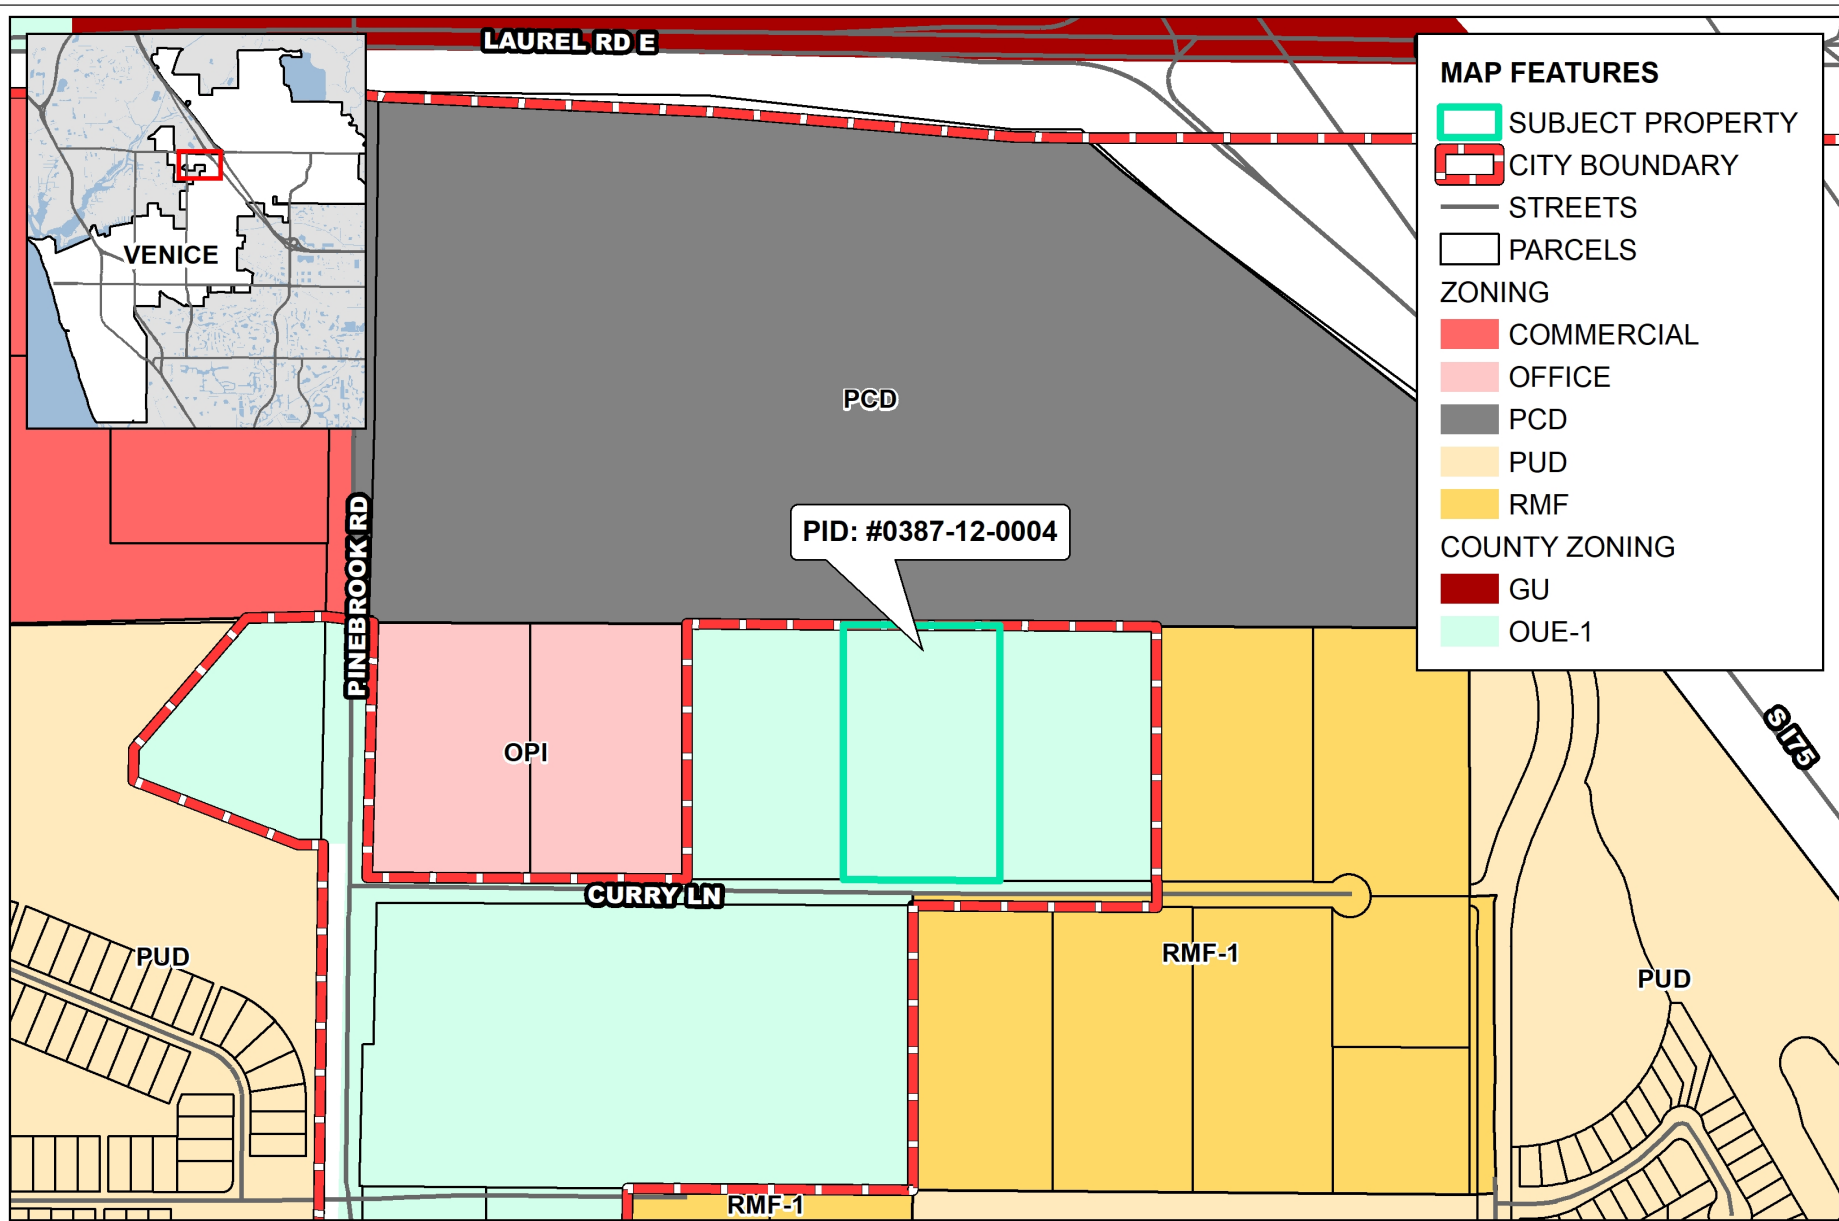 LAUREL RD E
VENICE
MAP FEATURES
SUBJECT PROPERTY
CITY BOUNDARY
STREETS
PARCELS
ZONING
COMMERCIAL
OFFICE
PCD
PUD
RMF
COUNTY ZONING
GU
OUE-1
PCD
PID: #0387-12-0004
PINEBROOK RD
OPI
S I75
CURRY LN
PUD
RMF-1
PUD
RMF-1